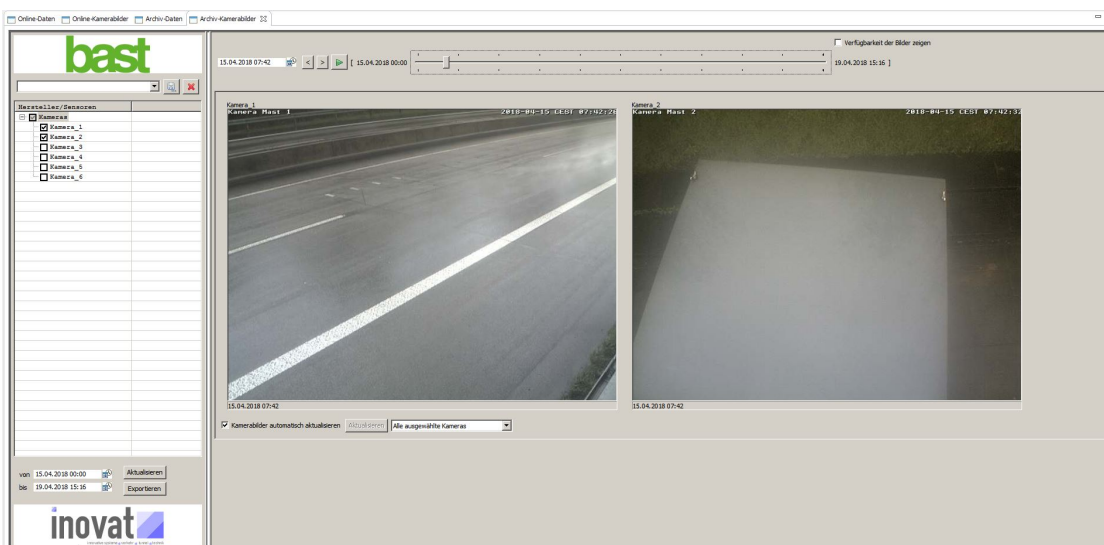 Online-Daten Online-Kamerabilder Archiv-Daten Archiv-Kamerabilder
bast
15.04.2018 07:42 < > [ 15.04.2018 00:00 19.04.2018 15:16 ]
Verfügbarkeit der Bilder zeigen
Hersteller/Sensoren
Kameras
Kamera_1
Kamera_2
Kamera_3
Kamera_4
Kamera_5
Kamera_6
Kamera_1
Kamera Mast 1 2018-04-15 CEST 07:42:26
15.04.2018 07:42
Kamera_2
Kamera Mast 2 2018-04-15 CEST 07:42:32
15.04.2018 07:42
Kamerabilder automatisch aktualisieren Aktualisieren Alle ausgewählte Kameras
von 15.04.2018 00:00 Aktualisieren
bis 19.04.2018 15:16 Exportieren
inovat